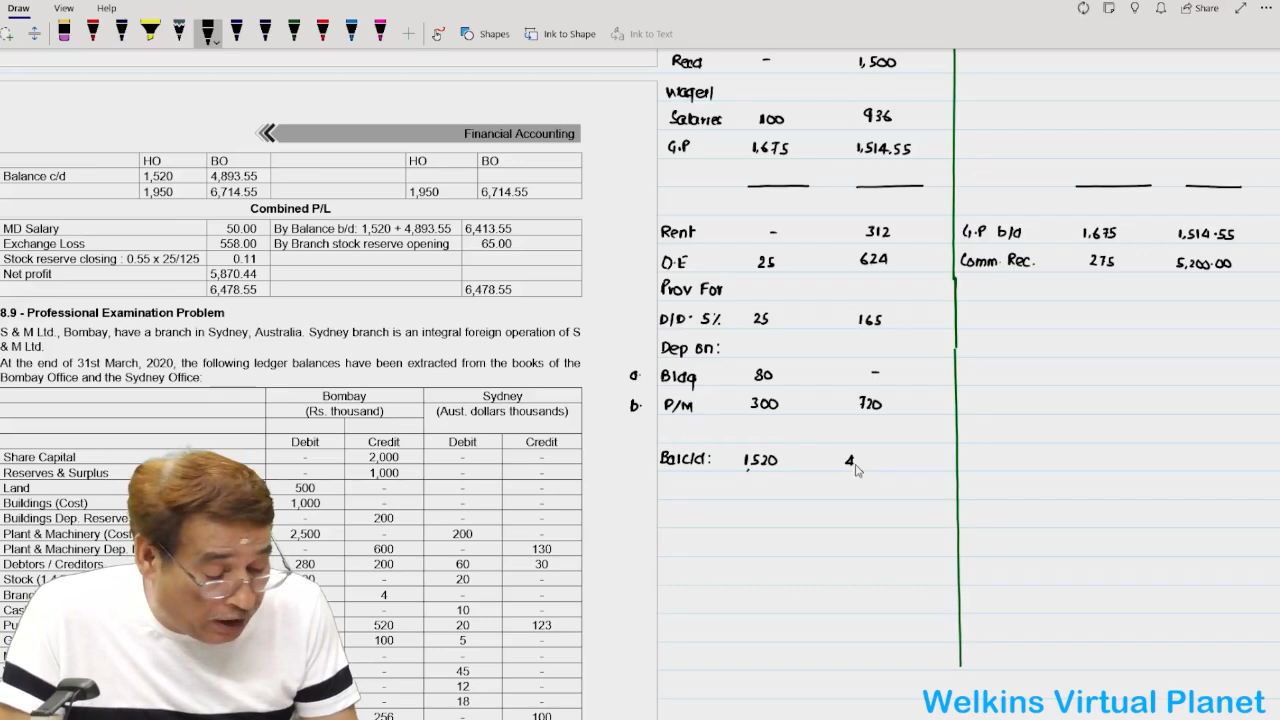 Draw View Help
Shapes Ink to Shape Ink to Text Share
Financial Accounting
HO BO HO BO
Balance c/d 1,520 4,893.55
1,950 6,714.55 1,950 6,714.55
Combined P/L
MD Salary 50.00 By Balance b/d: 1,520 + 4,893.55 6,413.55
Exchange Loss 558.00 By Branch stock reserve opening 65.00
Stock reserve closing : 0.55 x 25/125 0.11
Net profit 5,870.44
6,478.55 6,478.55
8.9 - Professional Examination Problem
S & M Ltd., Bombay, have a branch in Sydney, Australia. Sydney branch is an integral foreign operation of S
& M Ltd.
At the end of 31st March, 2020, the following ledger balances have been extracted from the books of the
Bombay Office and the Sydney Office:
Bombay Sydney
(Rs. thousand) (Aust. dollars thousands)
Debit Credit Debit Credit
Share Capital - 2,000 - -
Reserves & Surplus - 1,000 - -
Land 500 - - -
Buildings (Cost) 1,000 - - -
Buildings Dep. Reserve - 200 - -
Plant & Machinery (Cost 2,500 - 200 -
Plant & Machinery Dep. - 600 - 130
Debtors / Creditors 280 200 60 30
Stock - 20 -
4 - -
- 10 -
520 20 123
100 5 -
- - -
- 45 -
- 12 -
- 18 -
256 - 100
Recd - 1,500
Wages/
Salaries 100 936
G.P 1,675 1,514.55
Rent - 312 G.P b/d 1,675 1,514.55
O.E 25 624 Comm. Rec. 275 5,200.00
Prov For
D/D. 5% 25 165
Dep on:
a. Bldg 80 -
b. P/M 300 720
Balc/d: 1,520 4
Welkins Virtual Planet